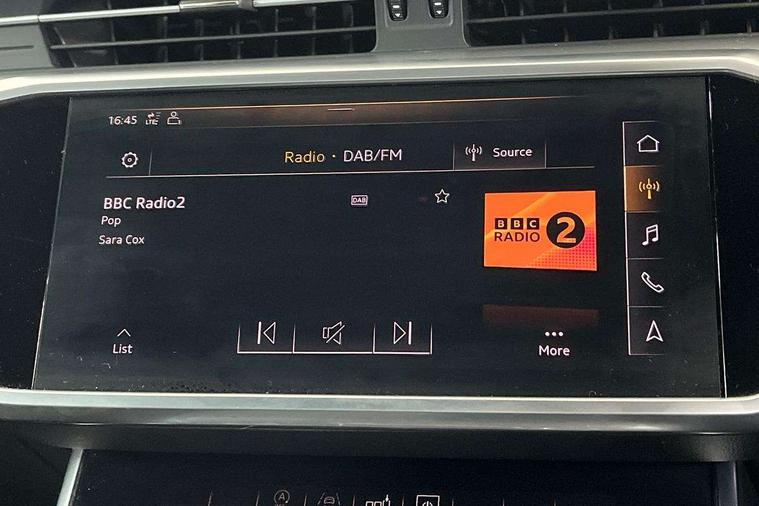 16:45 LTE
Radio · DAB/FM
Source
BBC Radio2
DAB
Pop
Sara Cox
BBC
RADIO 2
List
More